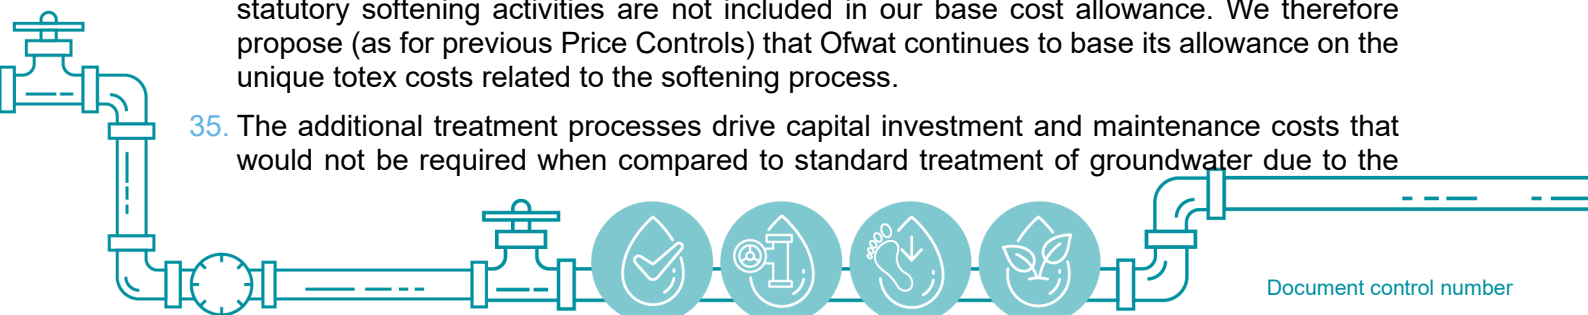 statutory softening activities are not included in our base cost allowance. We therefore
propose (as for previous Price Controls) that Ofwat continues to base its allowance on the
unique totex costs related to the softening process.
35. The additional treatment processes drive capital investment and maintenance costs that
would not be required when compared to standard treatment of groundwater due to the
Document control number